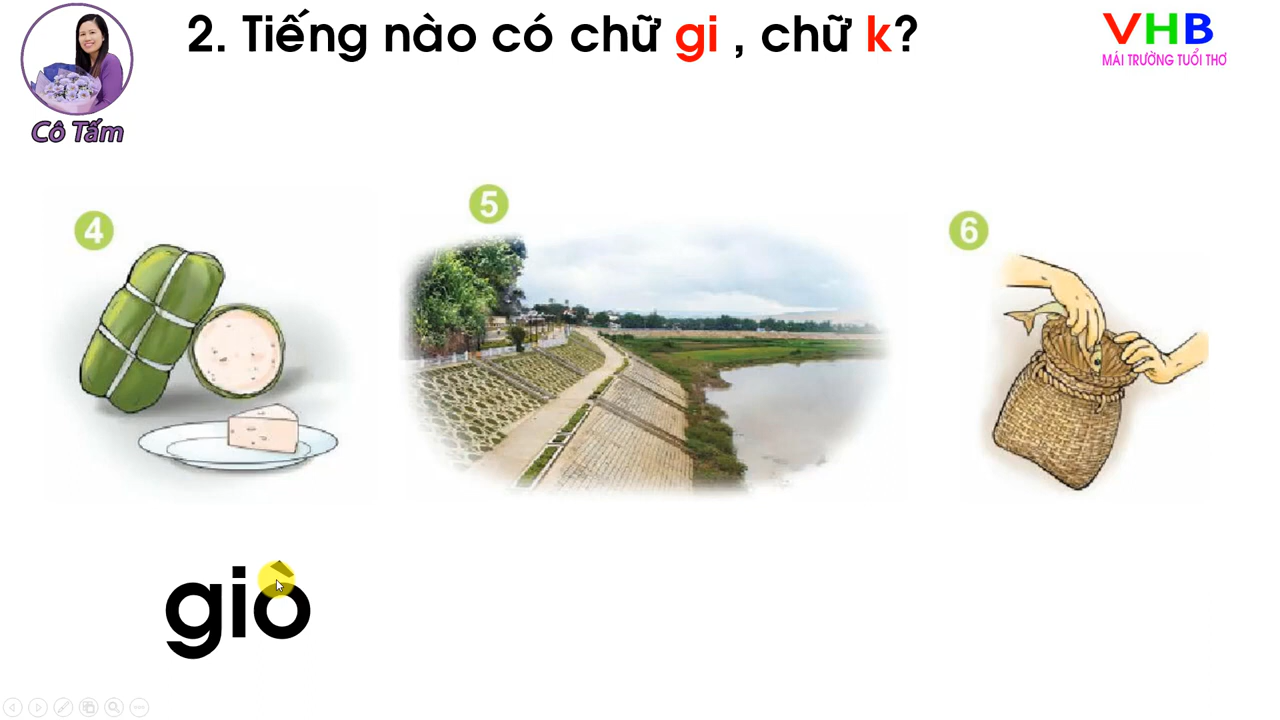 2. Tiếng nào có chữ gi , chữ k?
VHB
MÁI TRƯỜNG TUỔI THƠ
Cô Tấm
4
5
6
giò